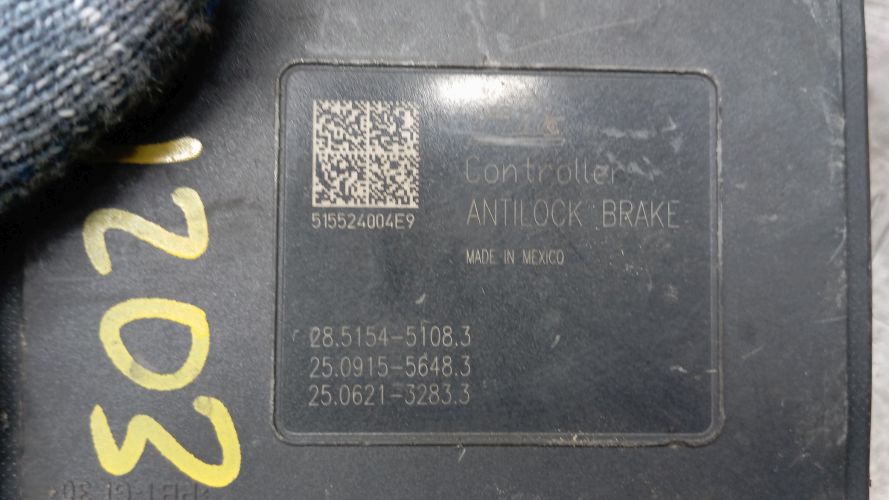 1203
515524004E9
Controller
ANTILOCK BRAKE
MADE IN MEXICO
28.5154-5108.3
25.0915-5648.3
25.0621-3283.3